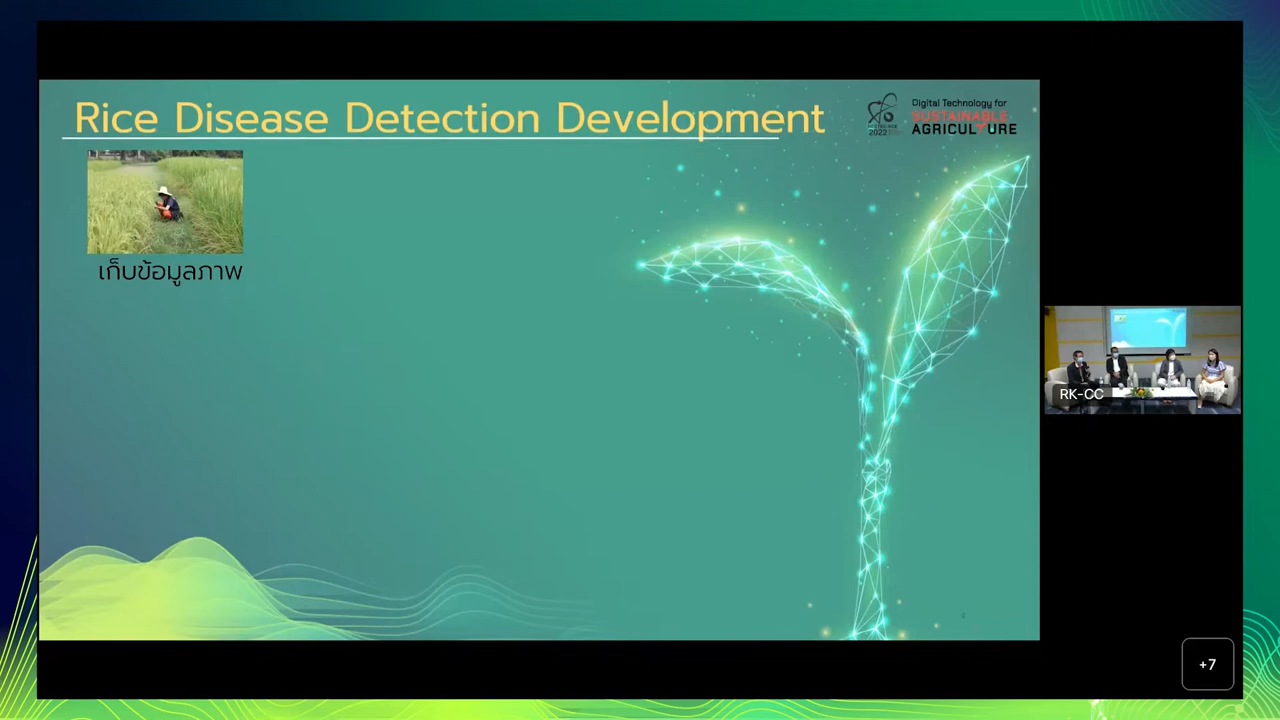 Rice Disease Detection Development
2022
Digital Technology for
SUSTAINABLE
AGRICULTURE
เก็บข้อมูลภาพ
RK-CC
+7